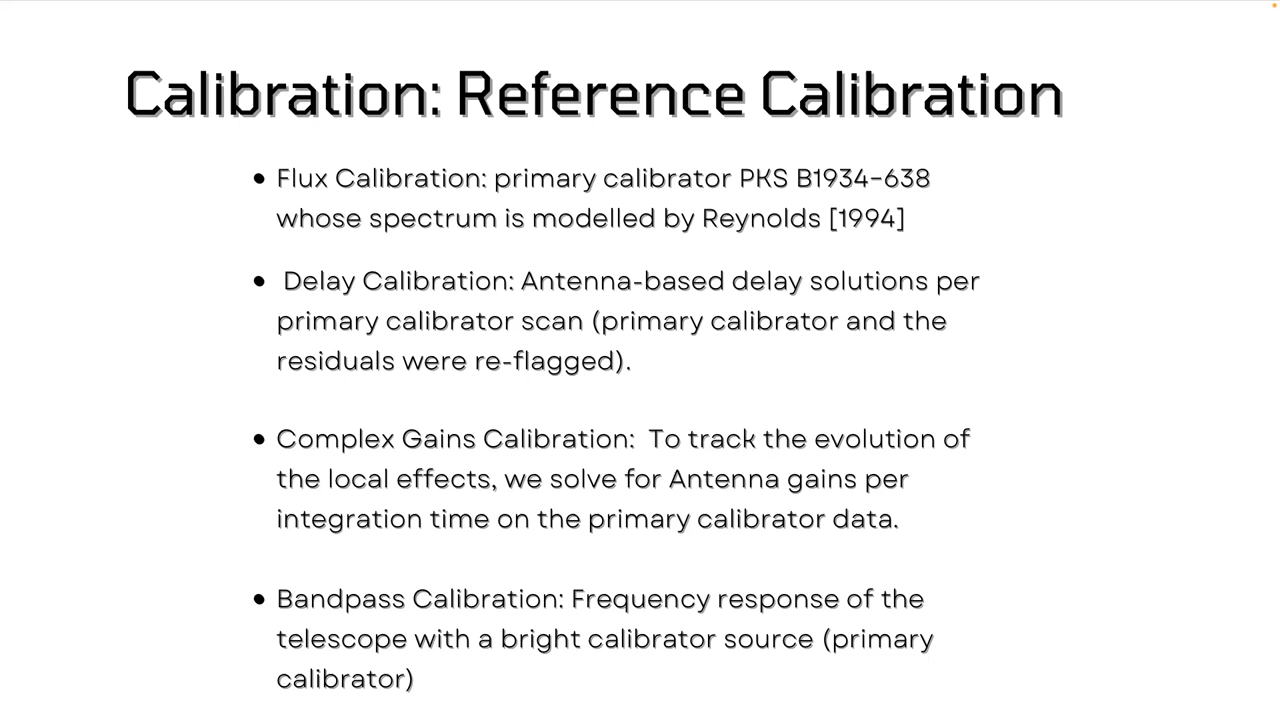 Calibration: Reference Calibration
• Flux Calibration: primary calibrator PKS B1934–638
whose spectrum is modelled by Reynolds [1994]
• Delay Calibration: Antenna-based delay solutions per
primary calibrator scan (primary calibrator and the
residuals were re-flagged).
• Complex Gains Calibration: To track the evolution of
the local effects, we solve for Antenna gains per
integration time on the primary calibrator data.
• Bandpass Calibration: Frequency response of the
telescope with a bright calibrator source (primary
calibrator)